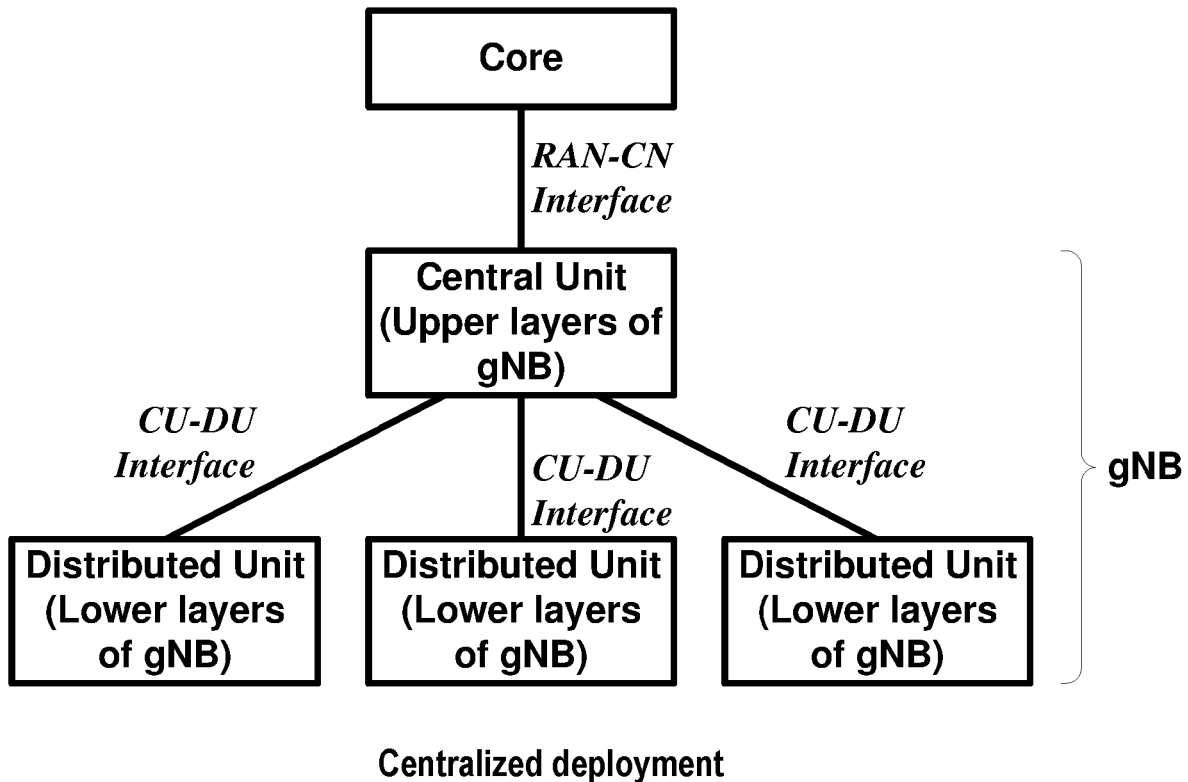 Core
RAN-CN
Interface
Central Unit
(Upper layers of
gNB)
CU-DU
Interface
CU-DU
Interface
CU-DU
Interface
gNB
Distributed Unit
(Lower layers
of gNB)
Distributed Unit
(Lower layers
of gNB)
Distributed Unit
(Lower layers
of gNB)
Centralized deployment